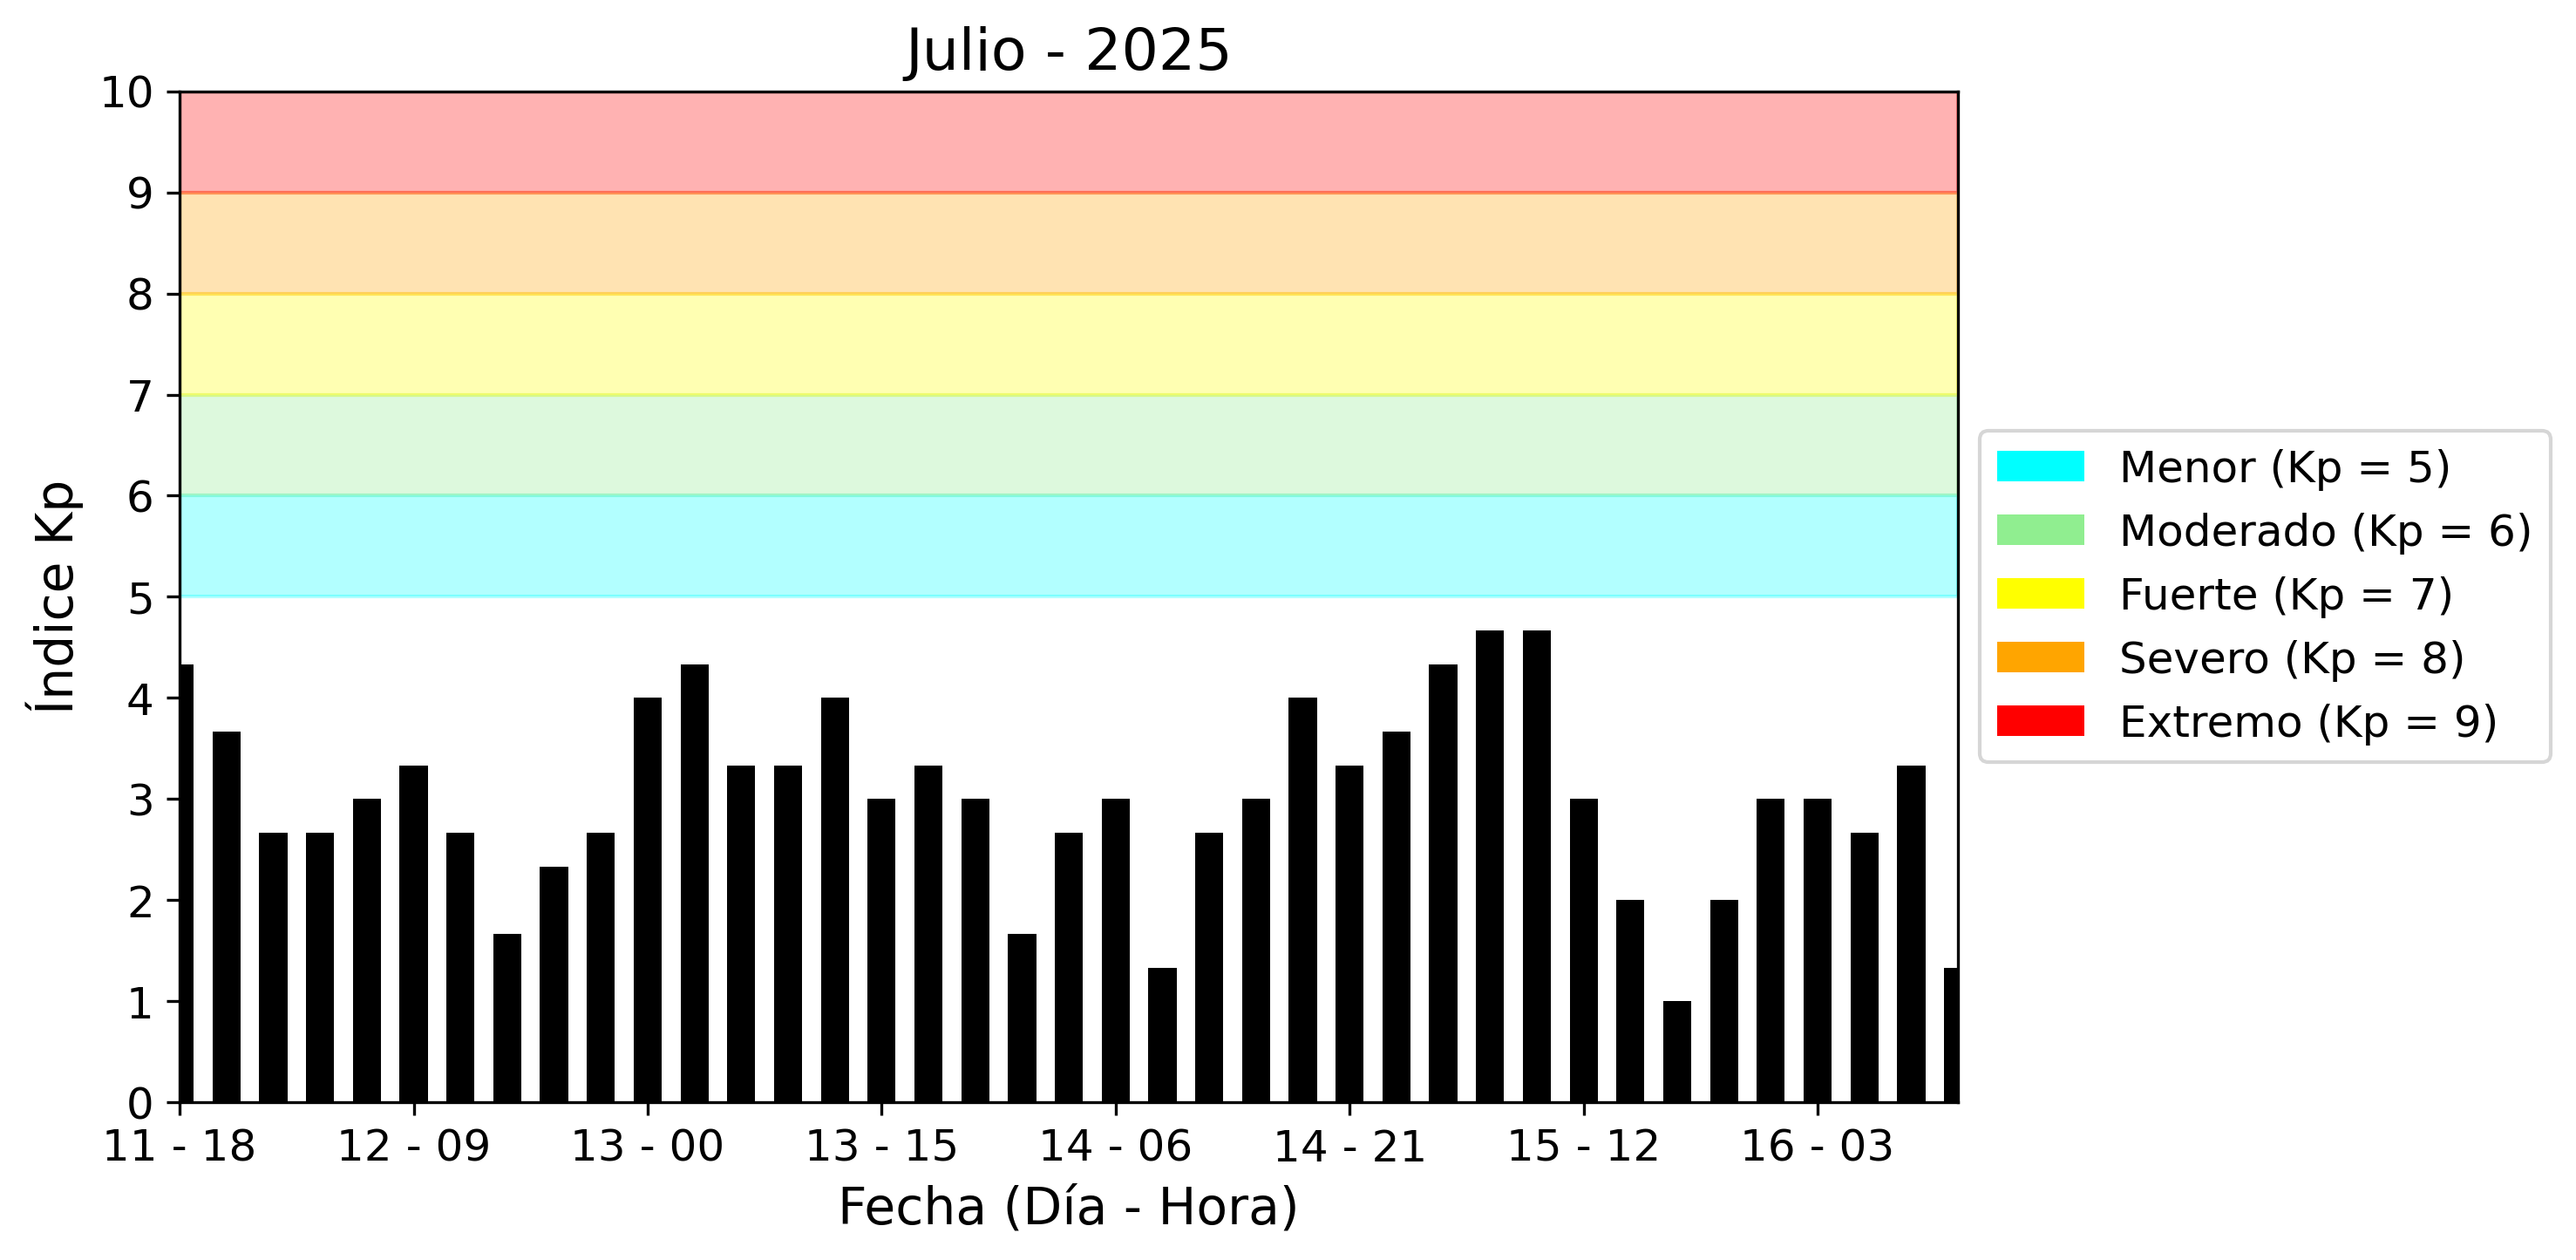 Julio - 2025
10
9
8
7
6
5
4
3
2
1
0
Índice Kp
11 - 18
12 - 09
13 - 00
13 - 15
14 - 06
14 - 21
15 - 12
16 - 03
Fecha (Día - Hora)
Menor (Kp = 5)
Moderado (Kp = 6)
Fuerte (Kp = 7)
Severo (Kp = 8)
Extremo (Kp = 9)